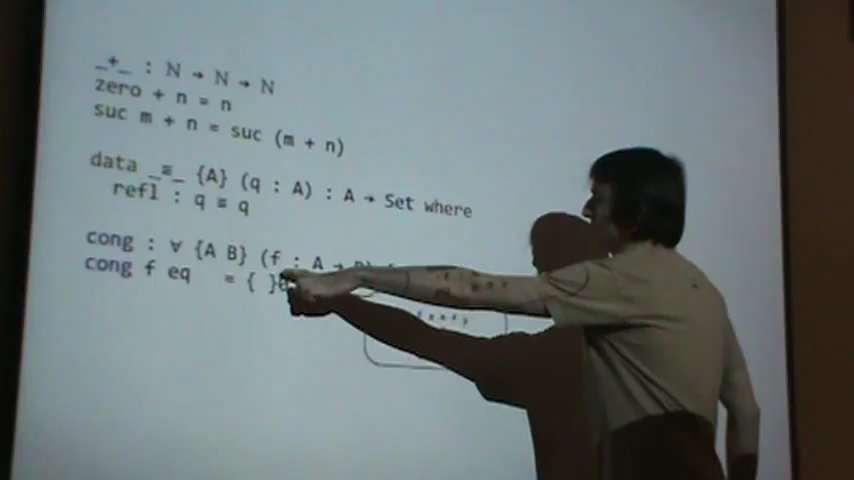 _+_ : ℕ → ℕ → ℕ
zero + n = n
suc m + n = suc (m + n)
data _≡_ {A} (q : A) : A → Set where
refl : q ≡ q
cong : ∀ {A B} (f : A →
cong f eq = { }